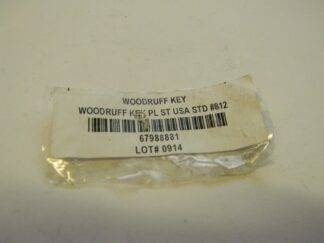 WOODRUFF KEY
WOODRUFF KEY PL ST USA STD #812
67988881
LOT# 0914